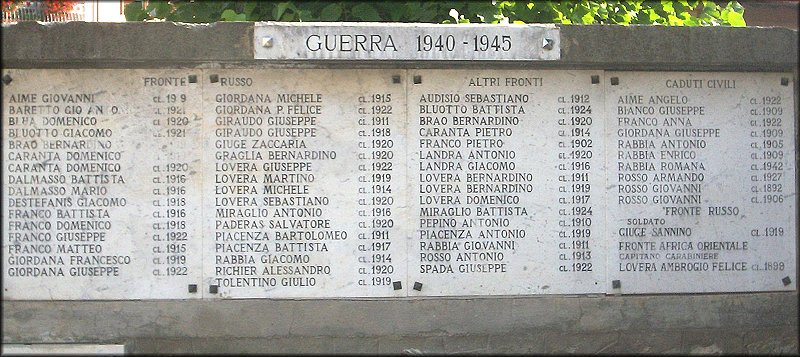 GUERRA 1940-1945
FRONTE RUSSO
AIME GIOVANNI
BARETTO CL. 1921
DOMENICO CL. 1920
BLUOTTO GIACOMO CL. 1921
BRAO BERNARDINO
CARANTA DOMENICO
CARANTA DOMENICO CL. 1920
DALMASSO BATTISTA CL. 1916
DALMASSO MARIO CL. 1916
DESTEFANIS GIACOMO CL. 1918
FRANCO BATTISTA CL. 1916
FRANCO DOMENICO CL. 1918
FRANCO GIUSEPPE CL. 1922
FRANCO MATTEO CL. 1915
GIORDANA FRANCESCO CL. 1919
GIORDANA GIUSEPPE CL. 1922
GIORDANA MICHELE CL. 1915
GIORDANA P. FELICE CL. 1922
GIRAUDO GIUSEPPE CL. 1911
GIRAUDO GIUSEPPE CL. 1918
GIUGE ZACCARIA CL. 1920
GRAGLIA BERNARDINO CL. 1920
LOVERA GIUSEPPE CL. 1922
LOVERA MARTINO CL. 1919
LOVERA MICHELE CL. 1914
LOVERA SEBASTIANO CL. 1920
MIRAGLIO ANTONIO CL. 1916
PADERAS SALVATORE CL. 1920
PIACENZA BARTOLOMEO CL. 1911
PIACENZA BATTISTA CL. 1917
RABBIA GIACOMO CL. 1914
RICHIER ALESSANDRO CL. 1920
TOLENTINO GIULIO CL. 1919
ALTRI FRONTI
AUDISIO SEBASTIANO CL. 1912
BLUOTTO BATTISTA CL. 1924
BRAO BERNARDINO CL. 1920
CARANTA PIETRO CL. 1914
FRANCO PIETRO CL. 1902
LANDRA ANTONIO CL. 1920
LANDRA GIACOMO CL. 1916
LOVERA BERNARDINO CL. 1911
LOVERA BERNARDINO CL. 1919
LOVERA DOMENICO CL. 1917
MIRAGLIO BATTISTA CL. 1924
PEPINO ANTONIO CL. 1910
PIACENZA ANTONIO CL. 1919
RABBIA GIOVANNI CL. 1911
ROSSO ANTONIO CL. 1913
SPADA GIUSEPPE CL. 1922
CADUTI CIVILI
AIME ANGELO CL. 1922
BIANCO GIUSEPPE CL. 1909
FRANCO ANNA CL. 1922
GIORDANA GIUSEPPE CL. 1909
RABBIA ANTONIO CL. 1905
RABBIA ENRICO CL. 1909
RABBIA ROMANA CL. 1942
ROSSO ARMANDO CL. 1927
ROSSO GIOVANNI CL. 1892
ROSSO GIOVANNI CL. 1906
FRONTE RUSSO
SOLDATO
GIUGE SANNINO CL. 1919
FRONTE AFRICA ORIENTALE
CAPITANO CARABINIERE
LOVERA AMBROGIO FELICE CL. 1899